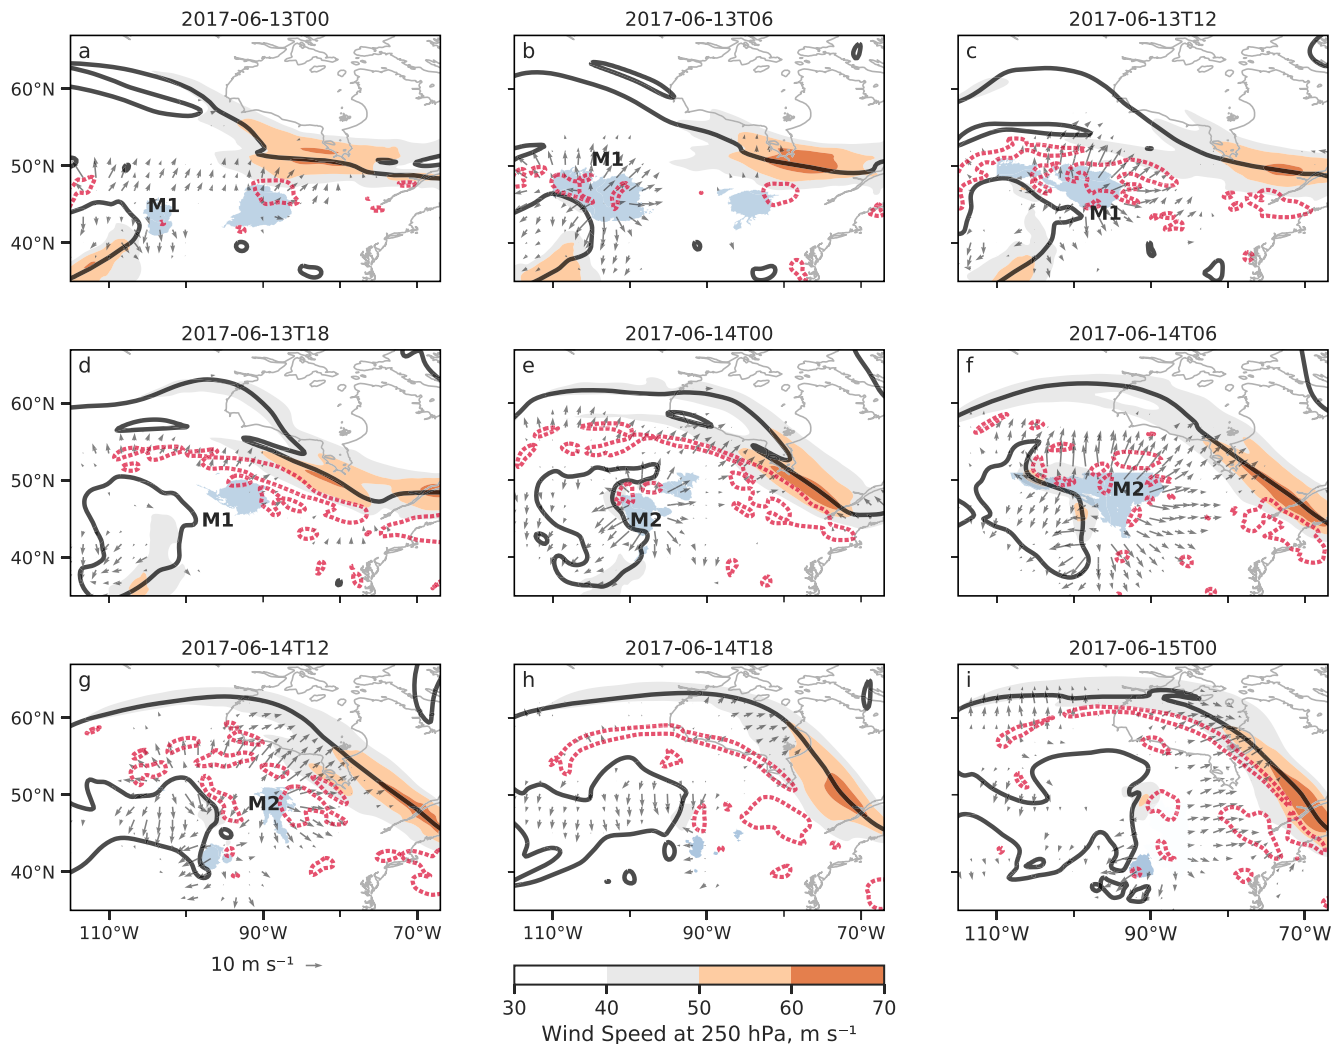 2017-06-13T00
2017-06-13T06
2017-06-13T12
a
M1
60°N
50°N
40°N
b
M1
c
M1
2017-06-13T18
2017-06-14T00
2017-06-14T06
d
M1
60°N
50°N
40°N
e
M2
f
M2
2017-06-14T12
2017-06-14T18
2017-06-15T00
g
M2
60°N
50°N
40°N
h
i
110°W 90°W 70°W
110°W 90°W 70°W
110°W 90°W 70°W
10 m s⁻¹
30 40 50 60 70
Wind Speed at 250 hPa, m s⁻¹